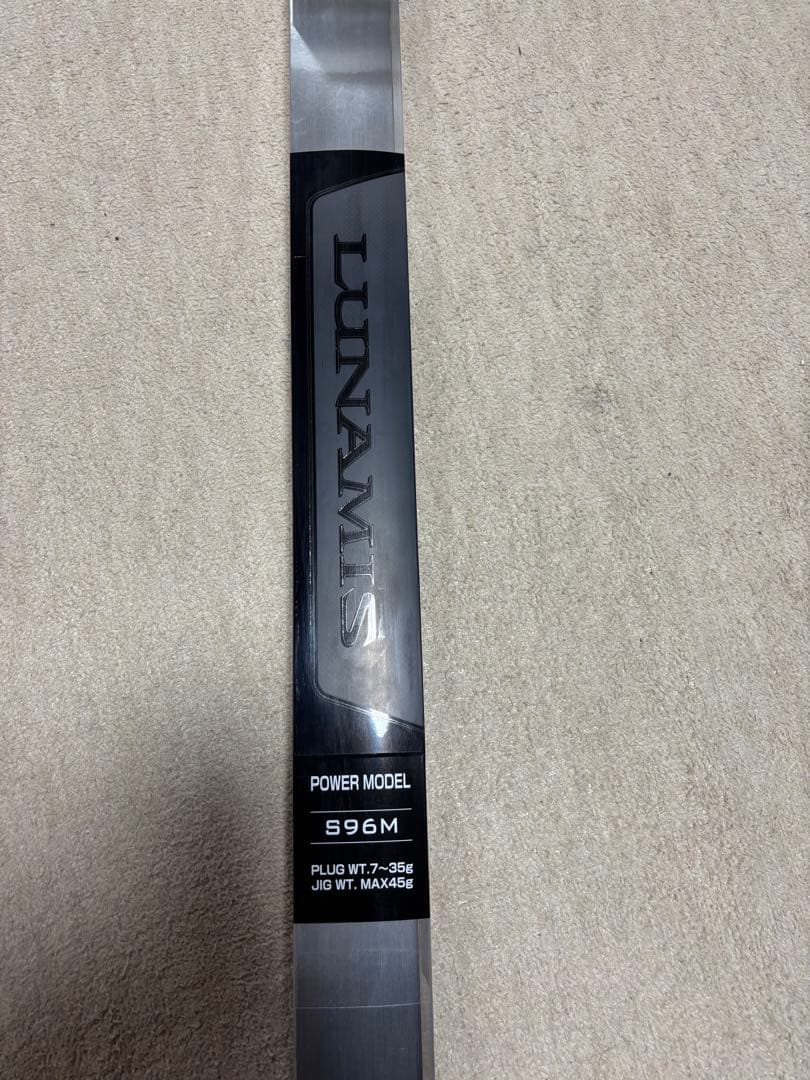 LUNAMIS
POWER MODEL
S96M
PLUG WT.7~35g
JIG WT. MAX45g